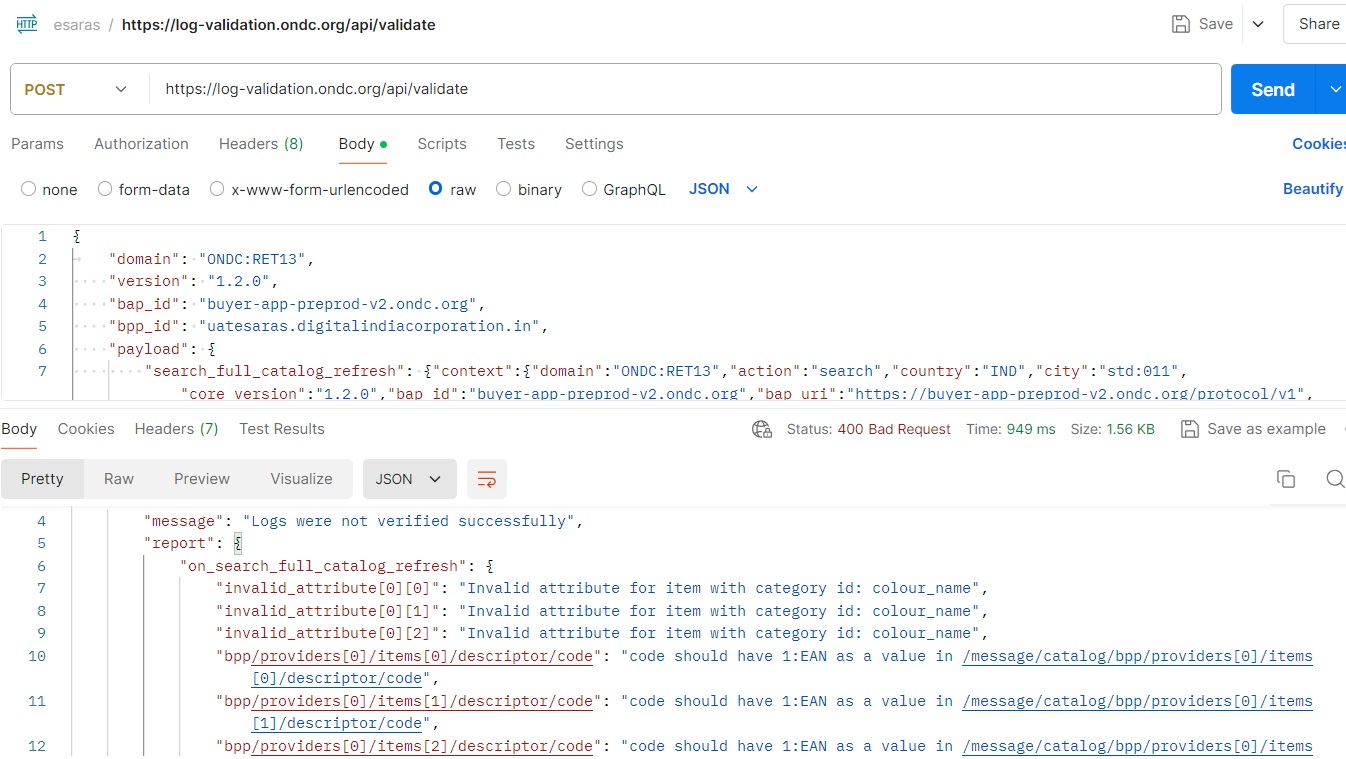 HTTP esaras / https://log-validation.ondc.org/api/validate Save Share
POST https://log-validation.ondc.org/api/validate Send
Params Authorization Headers (8) Body Scripts Tests Settings Cookies
none form-data x-www-form-urlencoded raw binary GraphQL JSON Beautify
1 {
2 "domain": "ONDC:RET13",
3 "version": "1.2.0",
4 "bap_id": "buyer-app-preprod-v2.ondc.org",
5 "bpp_id": "uatesaras.digitalindiacorporation.in",
6 "payload": {
7 "search_full_catalog_refresh": {"context":{"domain":"ONDC:RET13","action":"search","country":"IND","city":"std:011",
"core_version":"1.2.0","bap_id":"buyer-app-preprod-v2.ondc.org","bap_uri":"https://buyer-app-preprod-v2.ondc.org/protocol/v1",
Body Cookies Headers (7) Test Results Status: 400 Bad Request Time: 949 ms Size: 1.56 KB Save as example
Pretty Raw Preview Visualize JSON
4 "message": "Logs were not verified successfully",
5 "report": {
6 "on_search_full_catalog_refresh": {
7 "invalid_attribute[0][0]": "Invalid attribute for item with category id: colour_name",
8 "invalid_attribute[0][1]": "Invalid attribute for item with category id: colour_name",
9 "invalid_attribute[0][2]": "Invalid attribute for item with category id: colour_name",
10 "bpp/providers[0]/items[0]/descriptor/code": "code should have 1:EAN as a value in /message/catalog/bpp/providers[0]/items
[0]/descriptor/code",
11 "bpp/providers[0]/items[1]/descriptor/code": "code should have 1:EAN as a value in /message/catalog/bpp/providers[0]/items
[1]/descriptor/code",
12 "bpp/providers[0]/items[2]/descriptor/code": "code should have 1:EAN as a value in /message/catalog/bpp/providers[0]/items